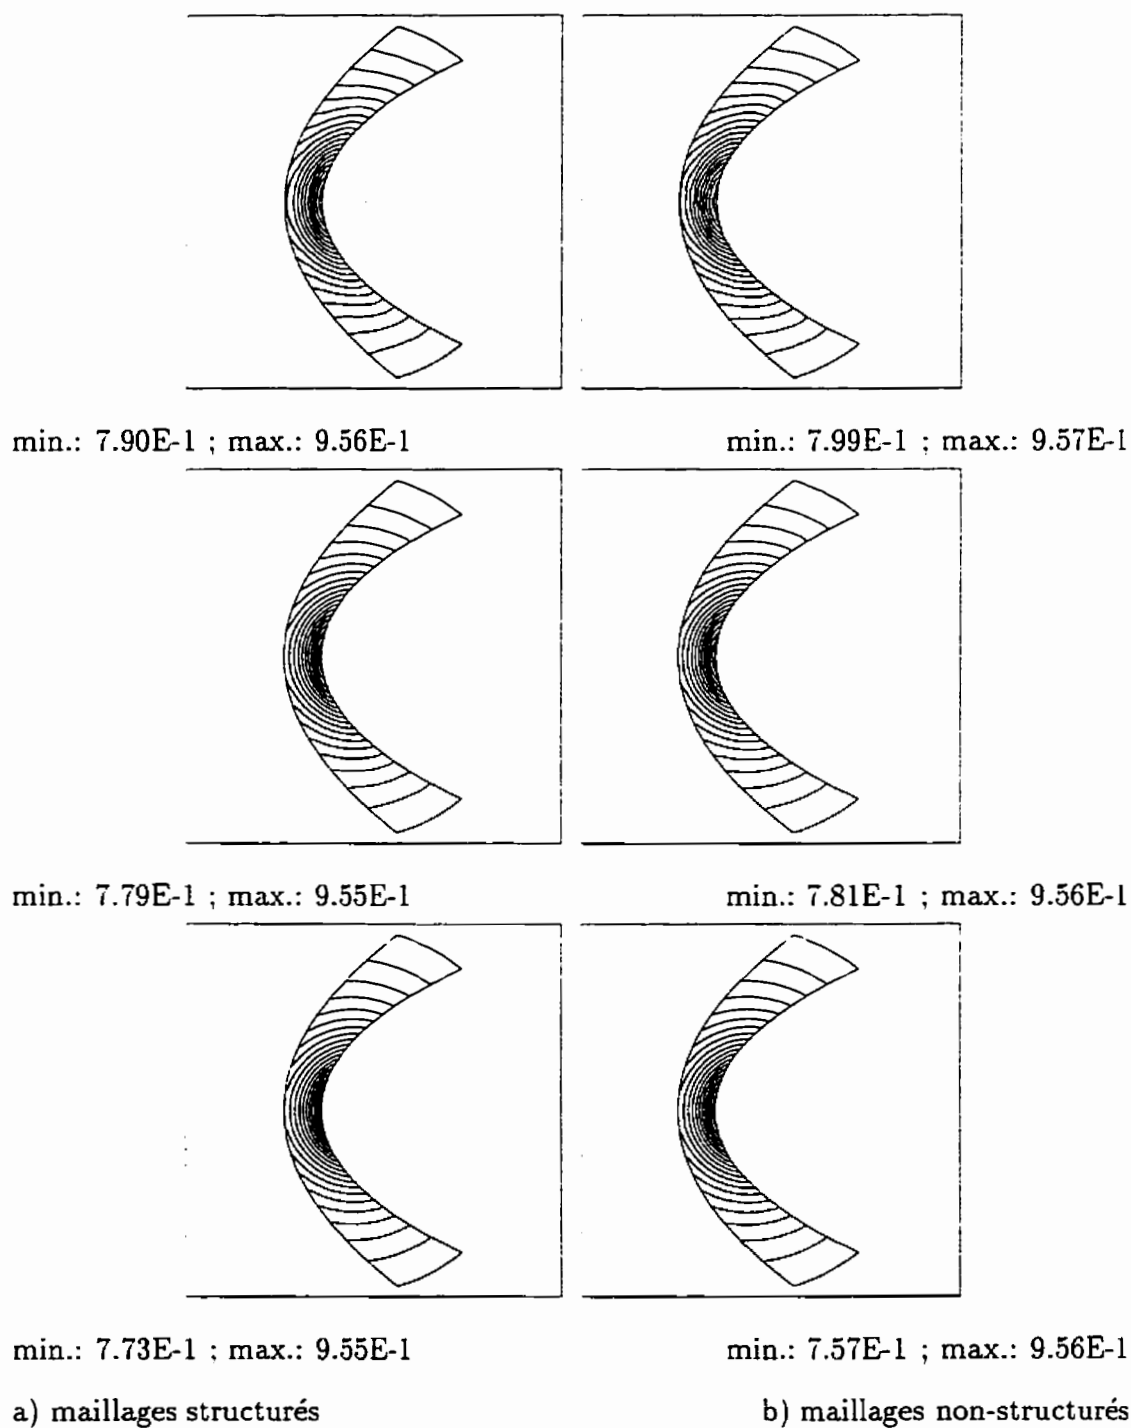 min.: 7.90E-1 ; max.: 9.56E-1
min.: 7.99E-1 ; max.: 9.57E-1
min.: 7.79E-1 ; max.: 9.55E-1
min.: 7.81E-1 ; max.: 9.56E-1
min.: 7.73E-1 ; max.: 9.55E-1
min.: 7.57E-1 ; max.: 9.56E-1
a) maillages structurés
b) maillages non-structurés